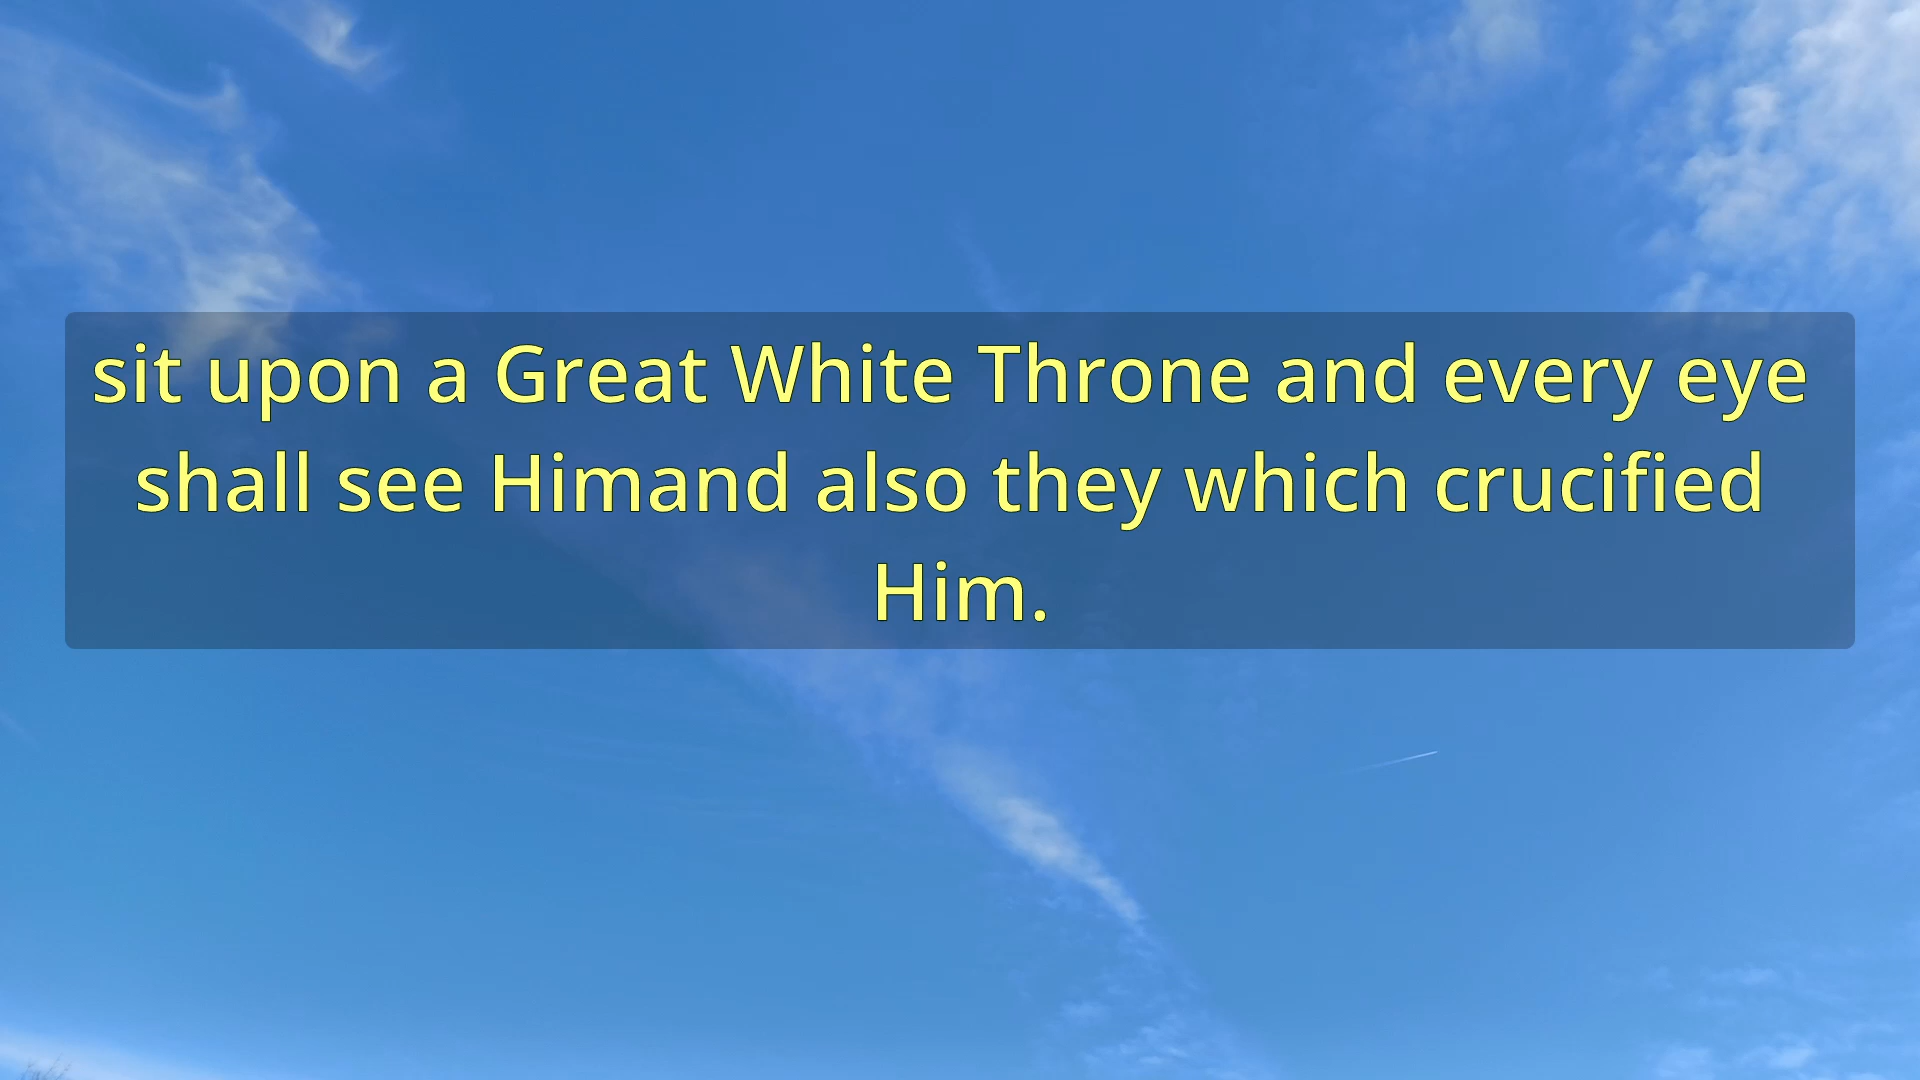 sit upon a Great White Throne and every eye
shall see Himand also they which crucified
Him.